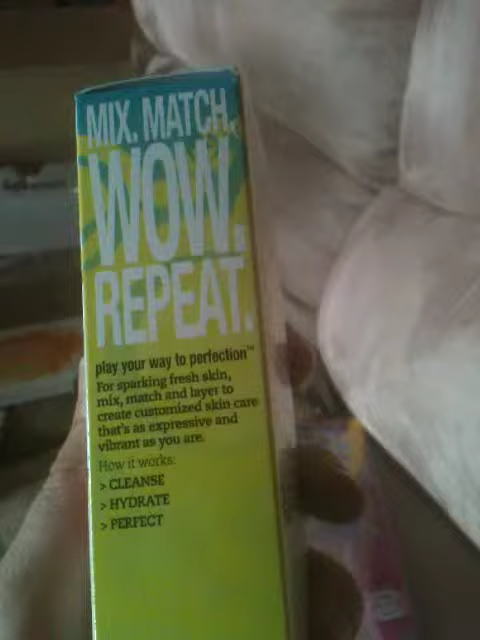 MIX. MATCH.
WOW.
REPEAT.
play your way to perfection™
For sparking fresh skin,
mix, match and layer to
create customized skin care
that's as expressive and
vibrant as you are.
How it works:
> CLEANSE
> HYDRATE
> PERFECT